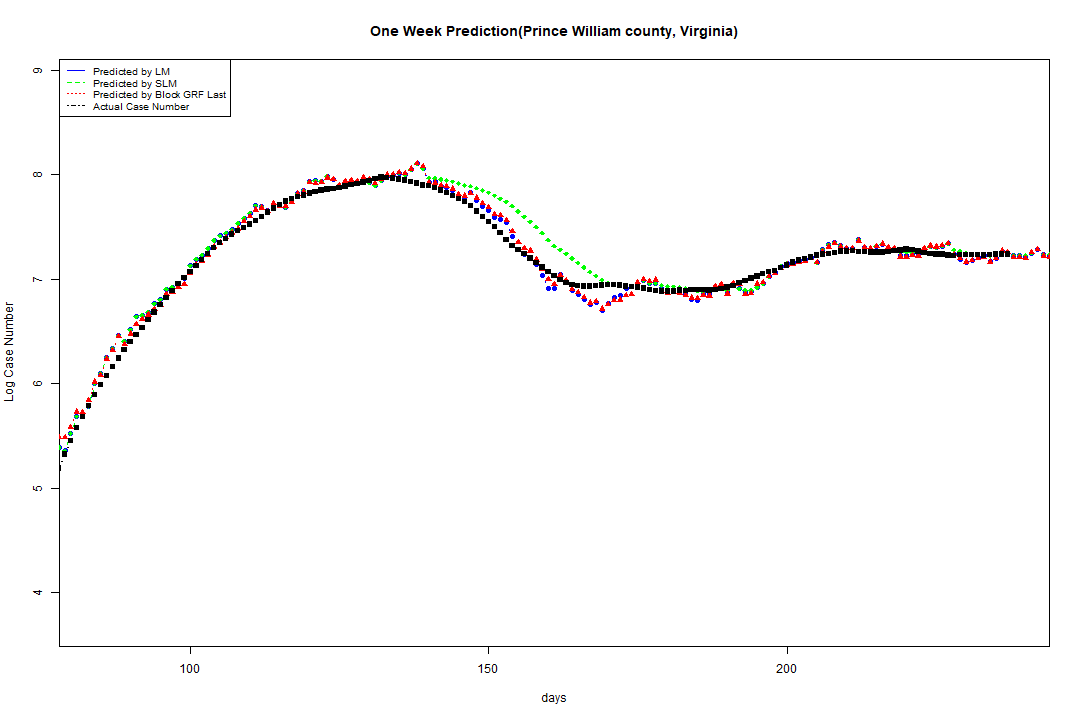 One Week Prediction(Prince William county, Virginia)
Predicted by LM
Predicted by SLM
Predicted by Block GRF Last
Actual Case Number
9
8
7
6
5
4
Log Case Number
100 150 200
days